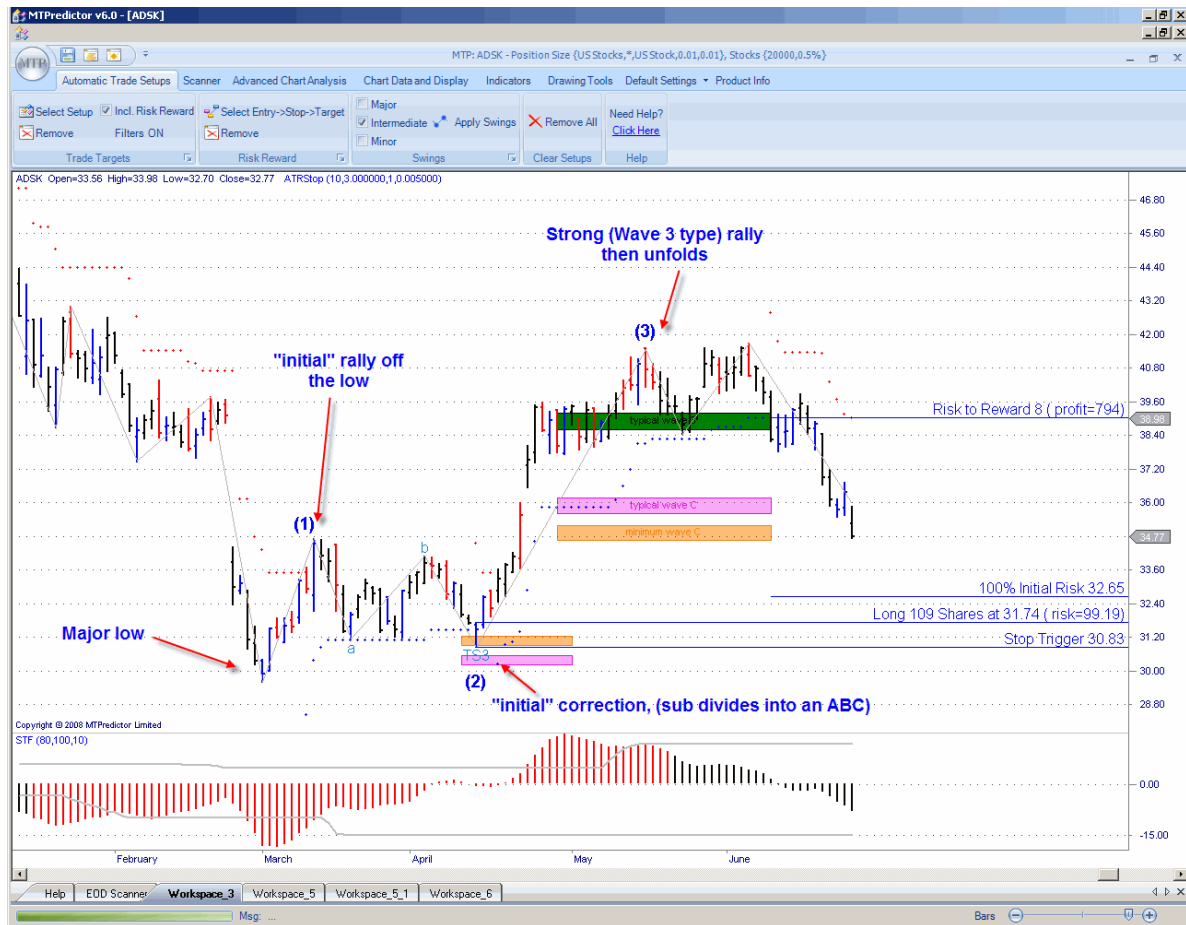 MTPredictor v6.0 - [ADSK]
MTP: ADSK - Position Size {US Stocks,*,US Stock,0.01,0.01}, Stocks {20000,0.5%}
MTP
Automatic Trade Setups Scanner Advanced Chart Analysis Chart Data and Display Indicators Drawing Tools Default Settings Product Info
Select Setup Incl. Risk Reward Select Entry->Stop->Target Major Need Help?
Intermediate Apply Swings Remove All
Remove Filters ON Remove Minor Click Here
Trade Targets Risk Reward Swings Clear Setups Help
ADSK Open=33.56 High=33.98 Low=32.70 Close=32.77 ATRStop (10,3.000000,1,0.005000)
46.80
45.60
Strong (Wave 3 type) rally
then unfolds
44.40
43.20
42.00
(3)
"initial" rally off
the low
40.80
39.60
Risk to Reward 8 ( profit=794)
38.98
typical wave
38.40
37.20
36.00
typical wave C
(1)
minimum wave C
34.77
b
33.60
100% Initial Risk 32.65
32.40
Long 109 Shares at 31.74 ( risk=99.19)
Major low
a
31.20
Stop Trigger 30.83
TS3
(2)
30.00
"initial" correction, (sub divides into an ABC)
28.80
Copyright © 2008 MTPredictor Limited
STF (80,100,10)
0.00
-15.00
February March April May June
Help EOD Scanner Workspace_3 Workspace_5 Workspace_5_1 Workspace_6
Msg: ... Bars